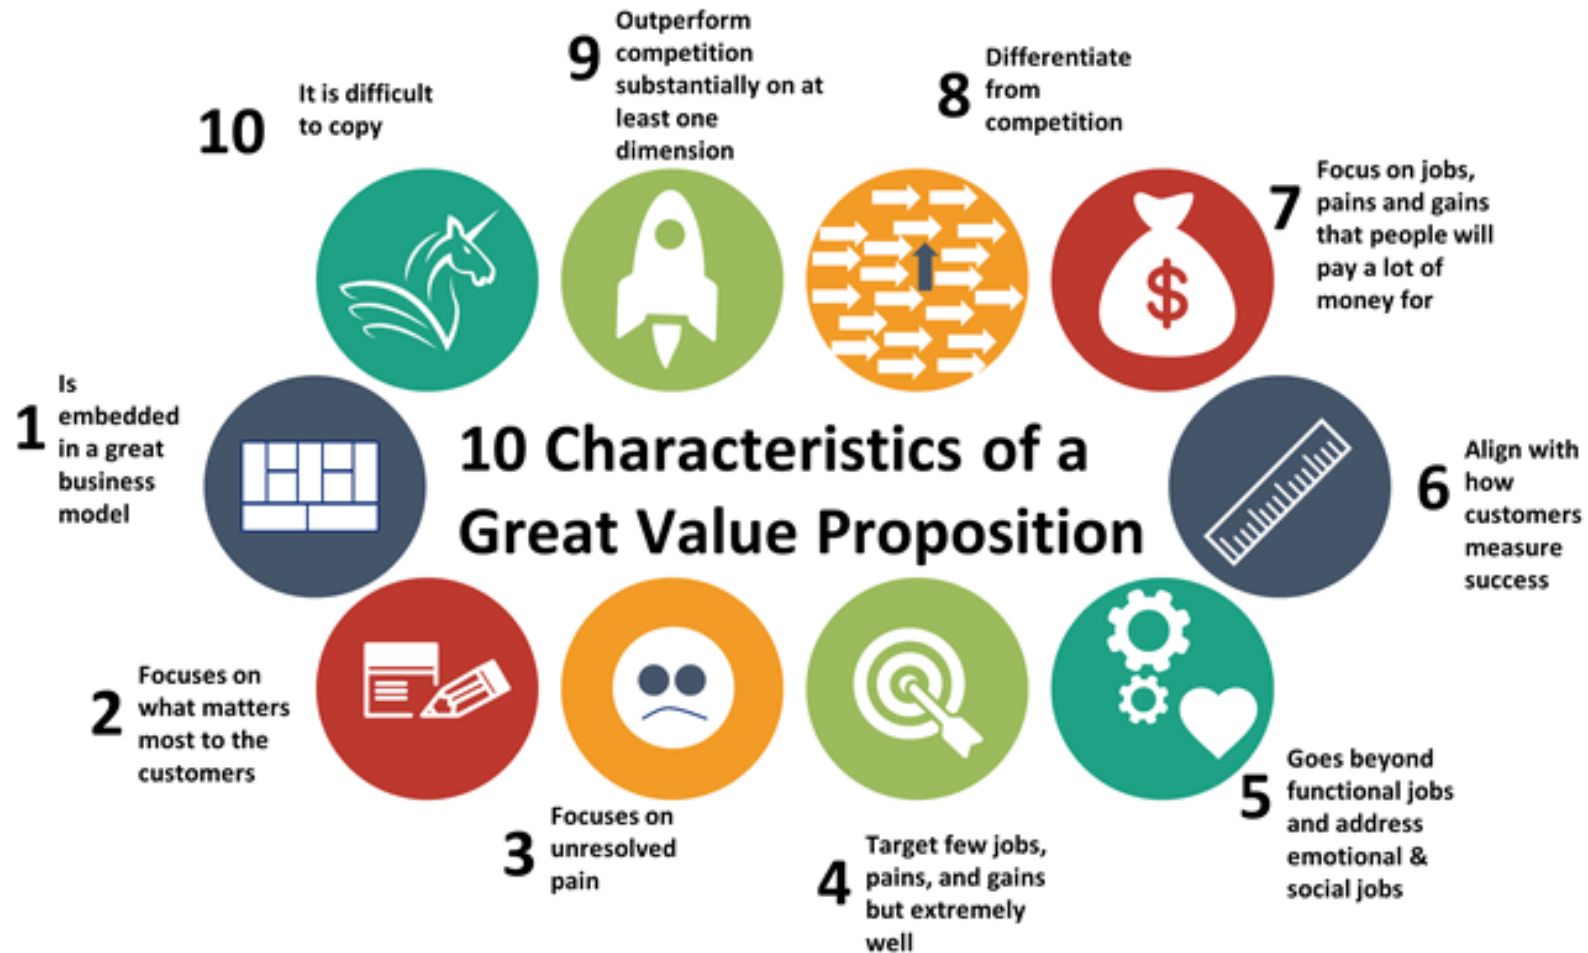 10 Characteristics of a
Great Value Proposition
1
Is
embedded
in a great
business
model
2
Focuses on
what matters
most to the
customers
3
Focuses on
unresolved
pain
4
Target few jobs,
pains, and gains
but extremely
well
5
Goes beyond
functional jobs
and address
emotional &
social jobs
6
Align with
how
customers
measure
success
7
Focus on jobs,
pains and gains
that people will
pay a lot of
money for
$
8
Differentiate
from
competition
9
Outperform
competition
substantially on at
least one
dimension
10
It is difficult
to copy